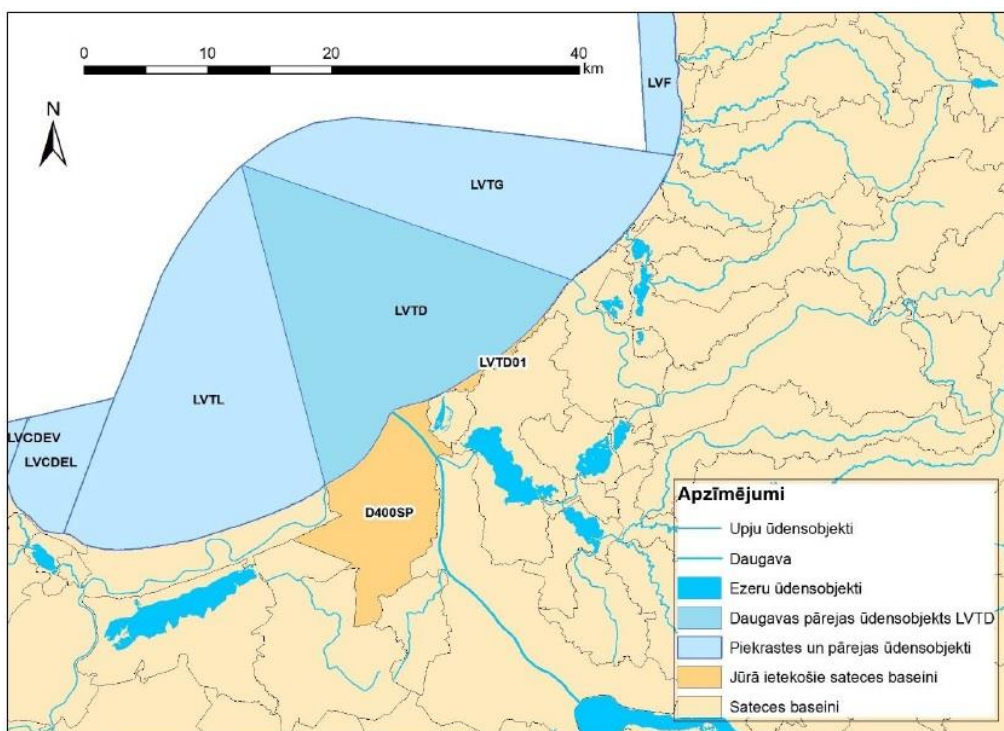 0 10 20 40
km
N
LVF
LVTG
LVTD
LVTD01
LVTL
LVCDEV
LVCDEL
D400SP
Apzīmējumi
Upju ūdensobjekti
Daugava
Ezeru ūdensobjekti
Daugavas pārejas ūdensobjekts LVTD
Piekrastes un pārejas ūdensobjekti
Jūrā ietekošie sateces baseini
Sateces baseini